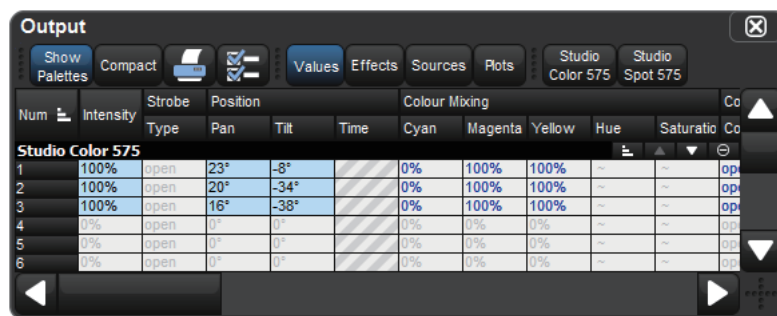 Output
Show Palettes Compact Values Effects Sources Plots Studio Color 575 Studio Spot 575
Num Intensity Strobe Position Colour Mixing Co
Type Pan Tilt Time Cyan Magenta Yellow Hue Saturatio Co
Studio Color 575
1 100% open 23° -8° 0% 100% 100% ~ ~ ope
2 100% open 20° -34° 0% 100% 100% ~ ~ ope
3 100% open 16° -38° 0% 100% 100% ~ ~ ope
4 0% open 0° 0° 0% 0% 0% ~ ~ ope
5 0% open 0° 0° 0% 0% 0% ~ ~ ope
6 0% open 0° 0° 0% 0% 0% ~ ~ ope